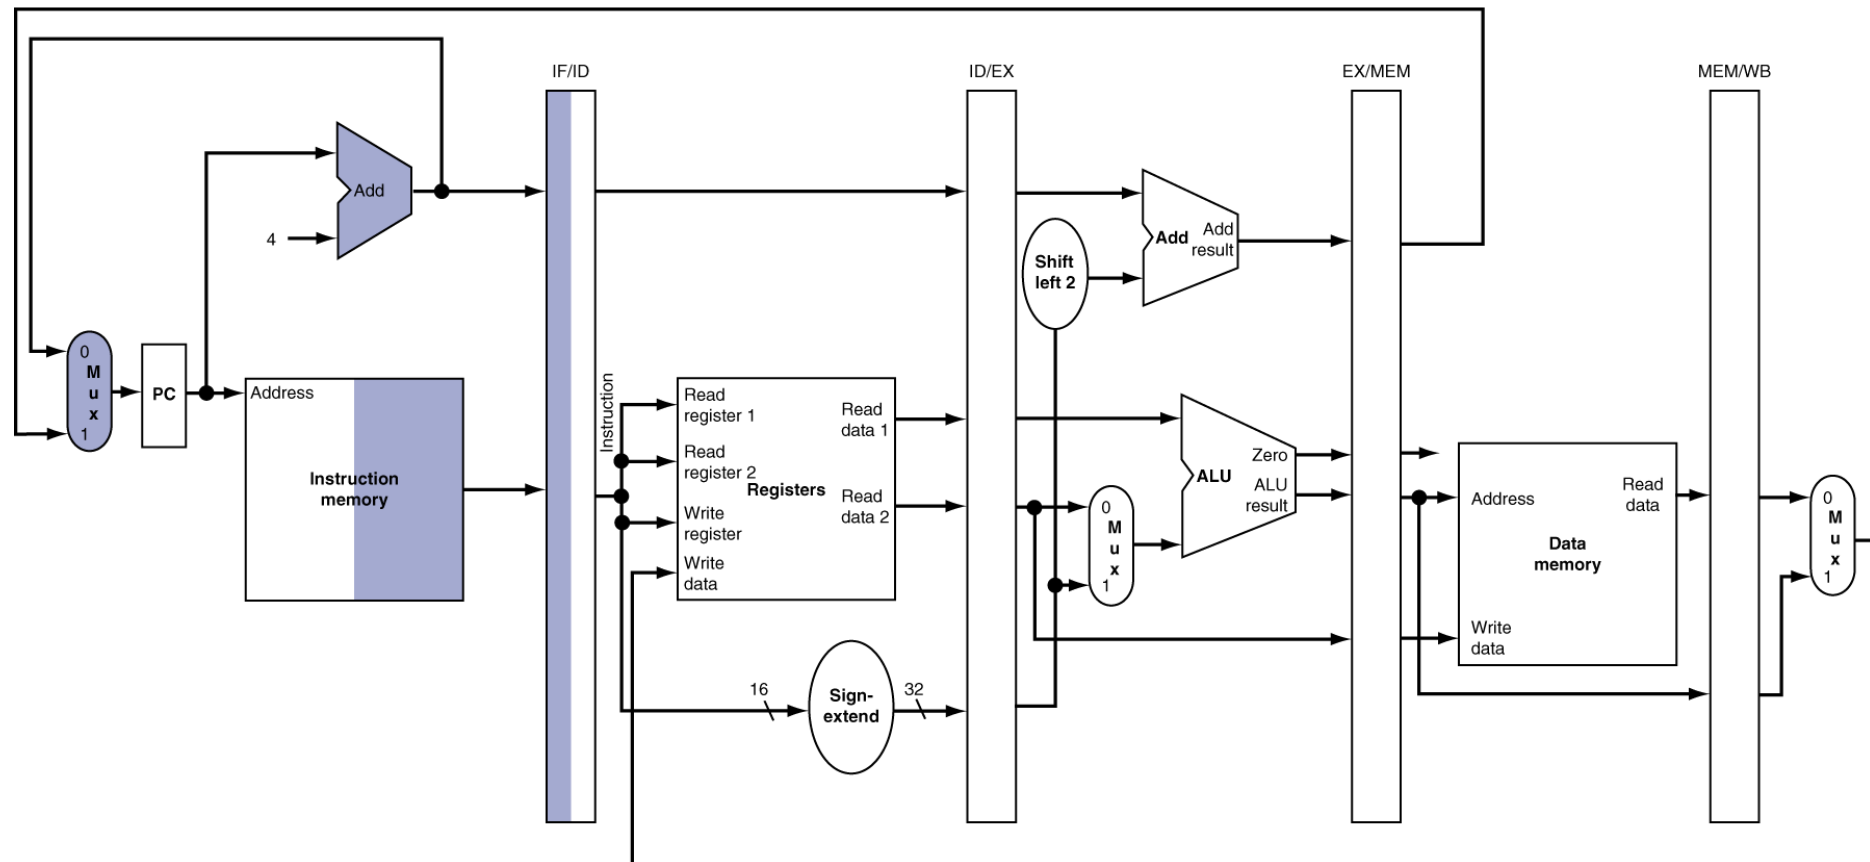 IF/ID
ID/EX
EX/MEM
MEM/WB
Add
4
0
M
u
x
1
PC
Address
Instruction
memory
Instruction
Read
register 1
Read
register 2
Write
register
Write
data
Registers
Read
data 1
Read
data 2
16
Sign-
extend
32
Shift
left 2
Add
Add
result
0
M
u
x
1
ALU
Zero
ALU
result
Address
Write
data
Data
memory
Read
data
0
M
u
x
1